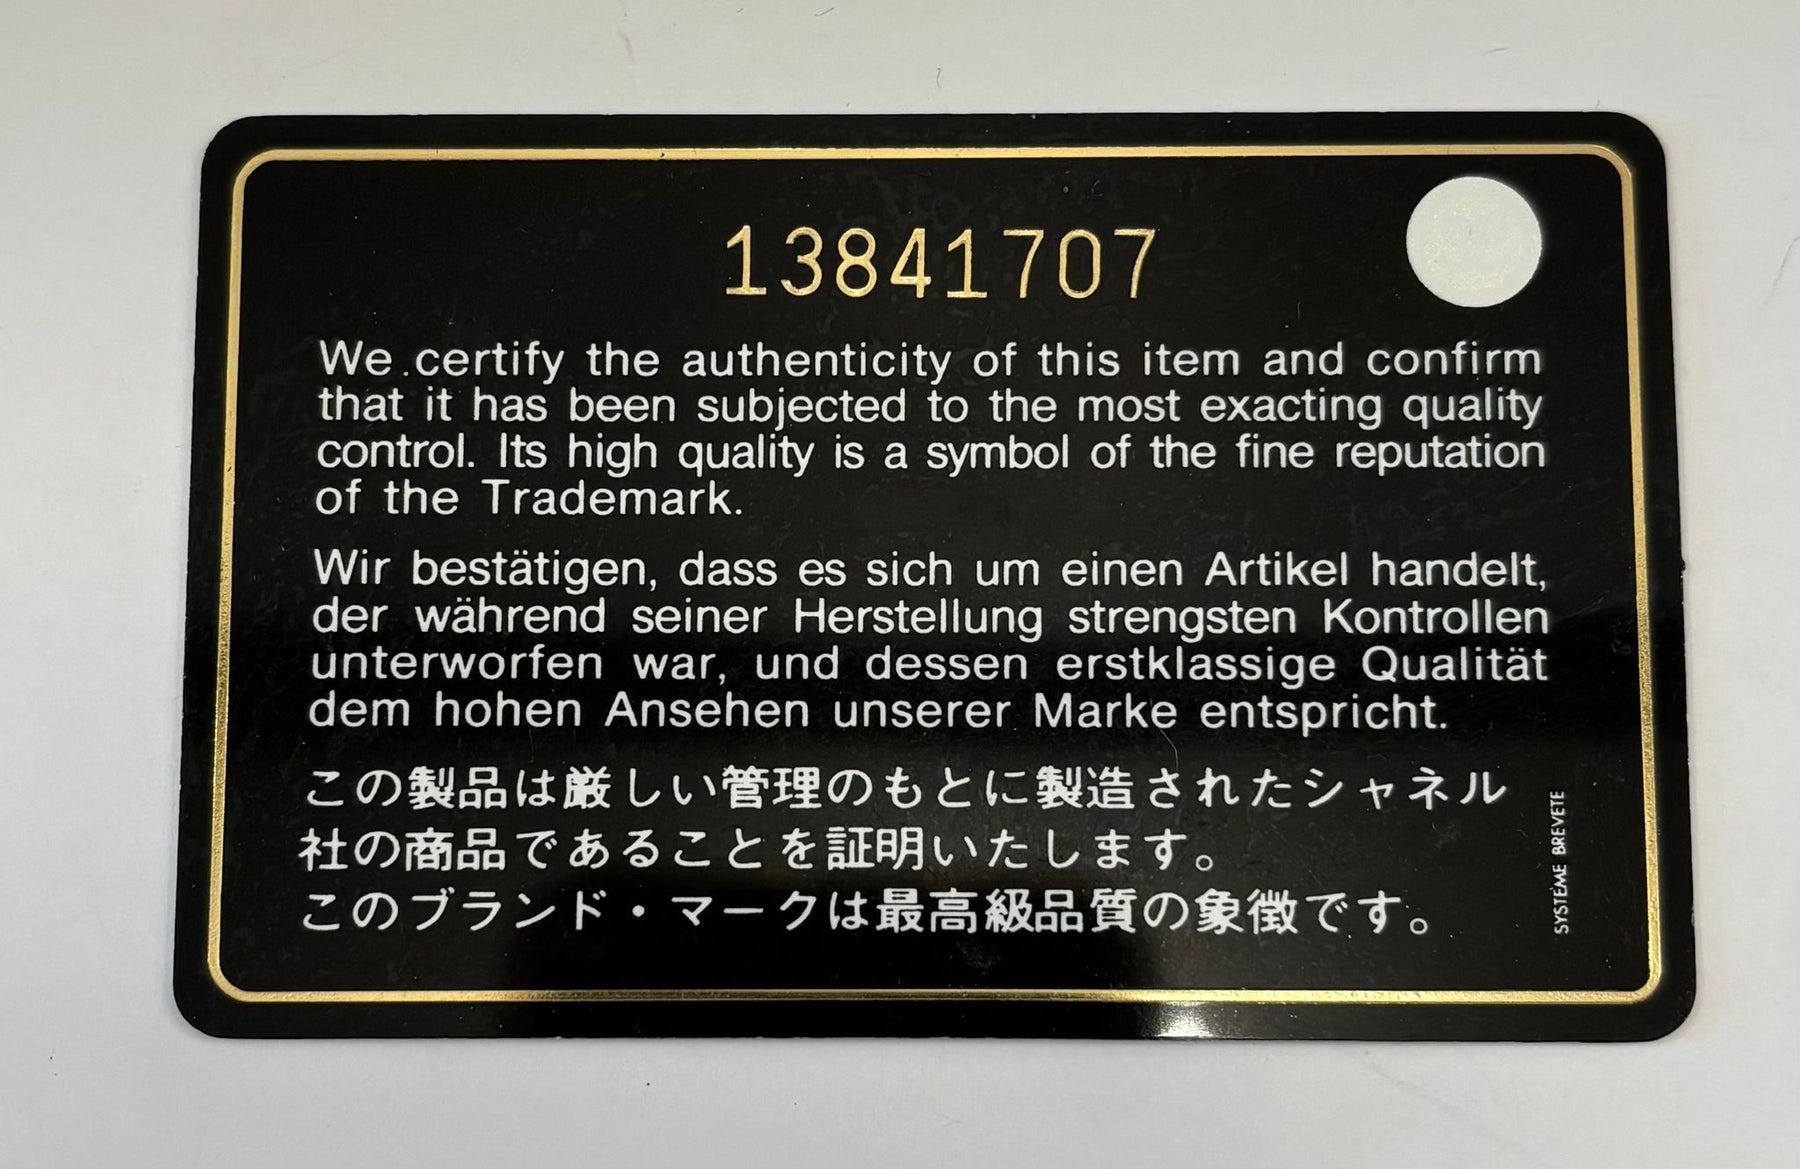 13841707
We certify the authenticity of this item and confirm
that it has been subjected to the most exacting quality
control. Its high quality is a symbol of the fine reputation
of the Trademark.
Wir bestätigen, dass es sich um einen Artikel handelt,
der während seiner Herstellung strengsten Kontrollen
unterworfen war, und dessen erstklassige Qualität
dem hohen Ansehen unserer Marke entspricht.
この製品は厳しい管理のもとに製造されたシャネル
社の商品であることを証明いたします。
このブランド・マークは最高級品質の象徴です。
SYSTEME BREVETE